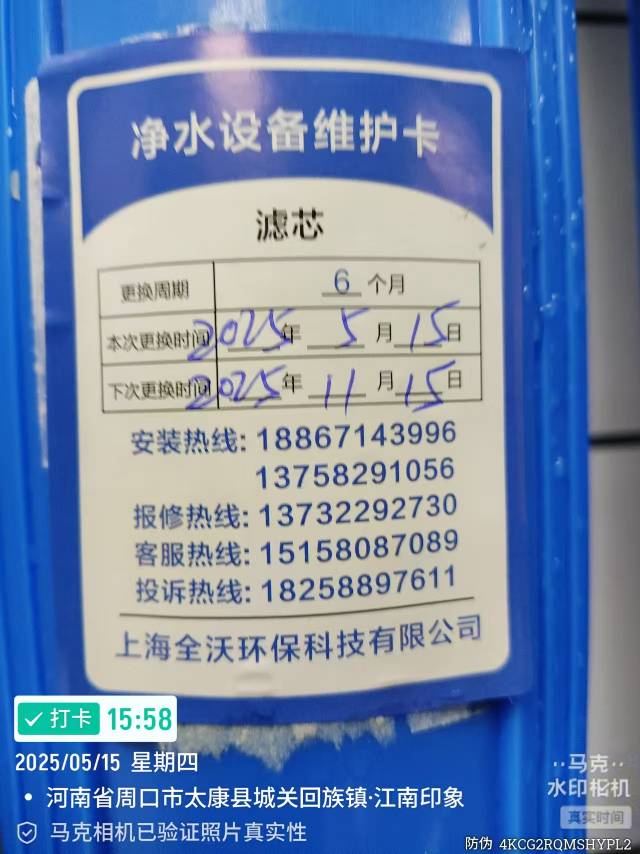 净水设备维护卡
滤芯
更换周期 6 个月
本次更换时间 2025 年 5 月 15 日
下次更换时间 2025 年 11 月 15 日
安装热线: 18867143996
13758291056
报修热线: 13732292730
客服热线: 15158087089
投诉热线: 18258897611
上海全沃环保科技有限公司
打卡 15:58
2025/05/15 星期四
河南省周口市太康县城关回族镇·江南印象
马克相机已验证照片真实性
马克
水印相机
真实时间
防伪 4KCG2RQMSHYPL2